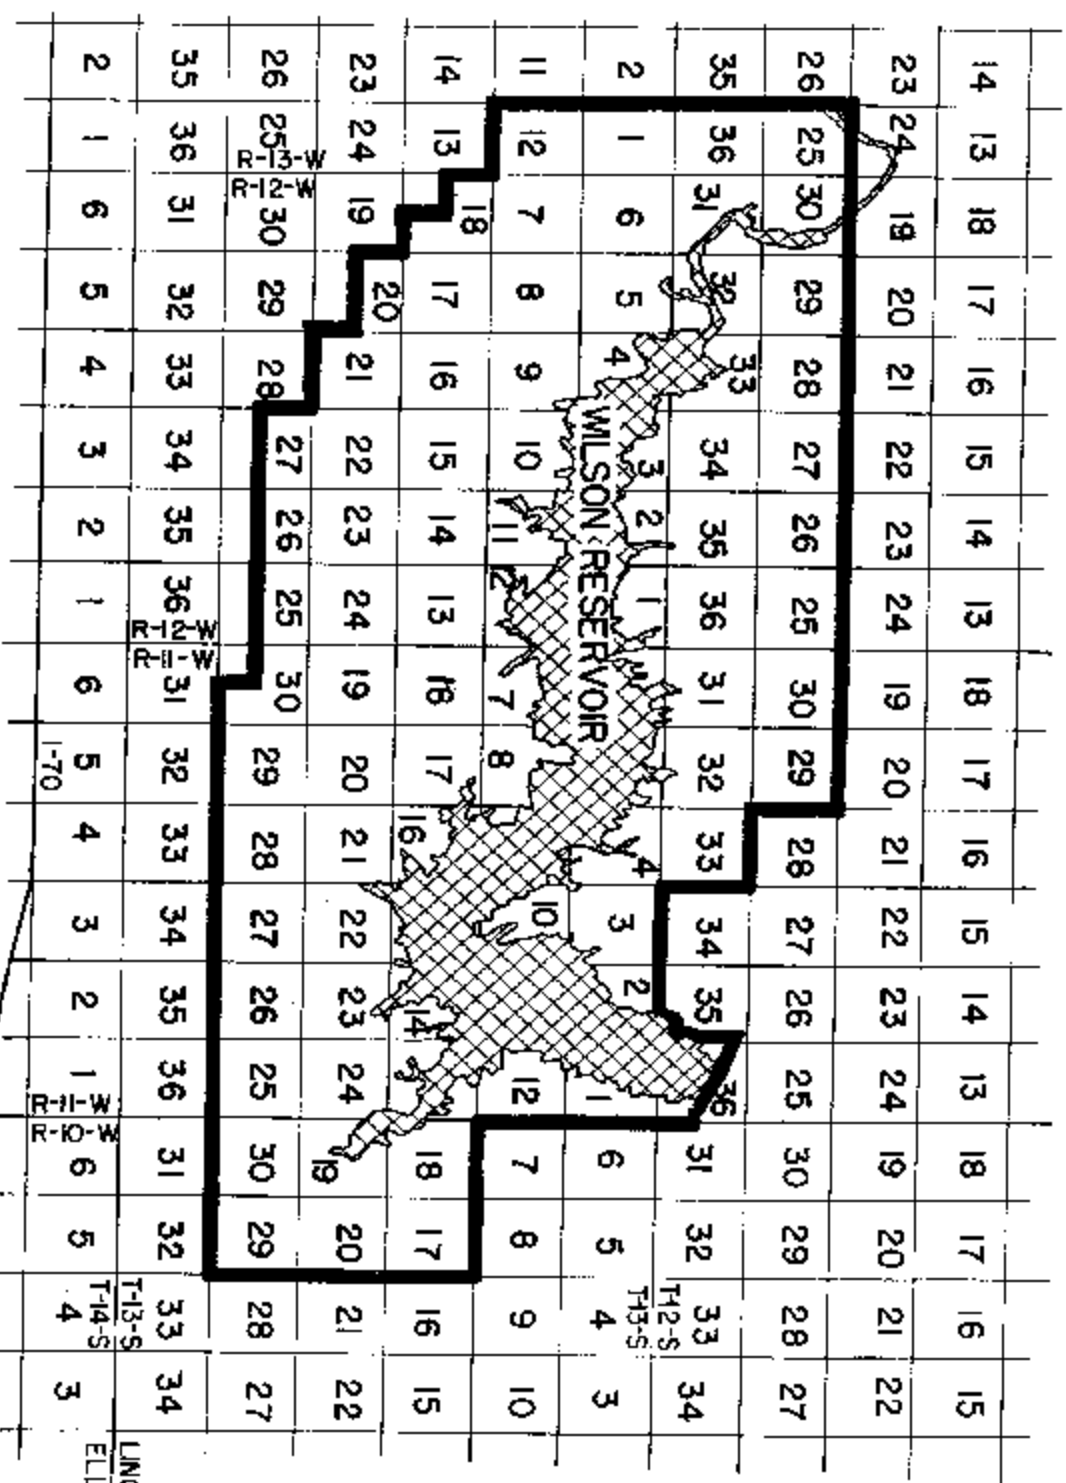 14 13 18 17 16 15 14 13 18 17 16 15 14 13 18 17 16 15
23 24 19 20 21 22 23 24 19 20 21 22 23 24 19 20 21 22
26 25 30 29 28 27 26 25 30 29 28 27 26 25 30 29 28 27
35 36 31 32 33 34 35 36 31 32 33 34 35 36 31 32 33 34
T-12-S
T-13-S
2 1 6 5 4 3 2 1 4 3 2 1 6 5 4 3
WILSON RESERVOIR
11 12 7 8 9 10 11 12 7 8 10 12 7 8 9 10
14 13 18 17 16 15 14 13 18 17 16 14 18 17 16 15
23 24 19 20 21 22 23 24 19 20 21 22 23 24 19 20 21 22
26 25 30 29 28 27 26 25 30 29 28 27 26 25 30 29 28 27
R-13-W R-12-W
35 36 31 32 33 34 35 36 31 32 33 34 35 36 31 32 33 34
R-12-W R-11-W
T-13-S
T-14-S
2 1 6 5 4 3 2 1 6 5 4 3 2 1 6 5 4 3
R-11-W R-10-W
I-70